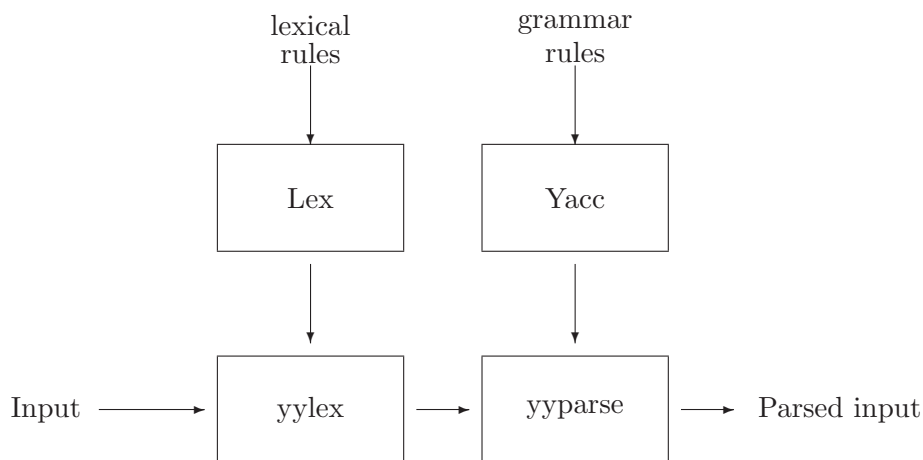 lexical
rules
grammar
rules
Lex
Yacc
Input
yylex
yyparse
Parsed input